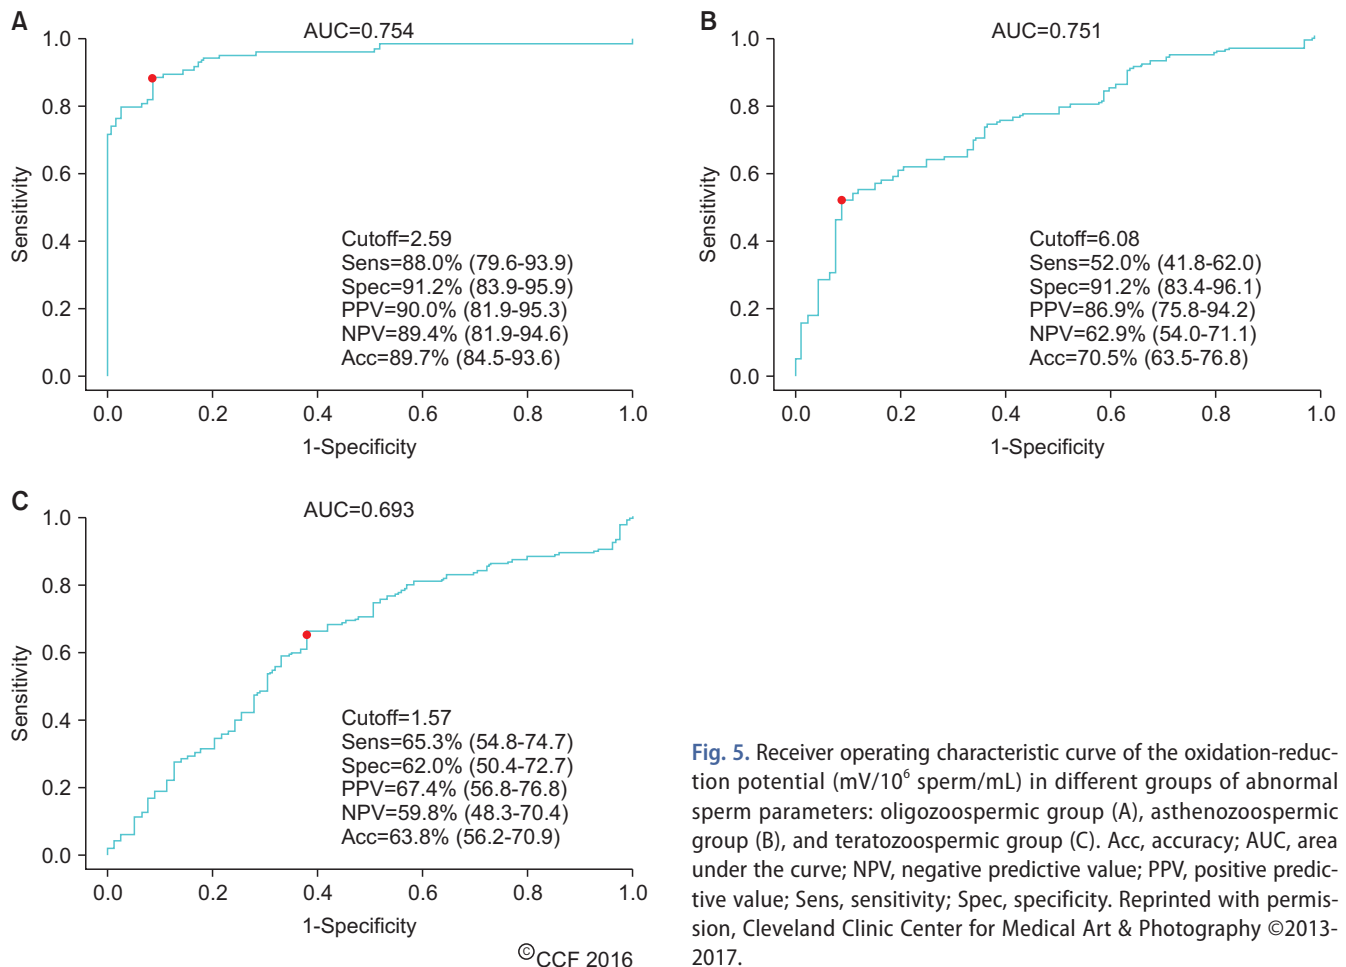 A
AUC=0.754
1.0
0.8
0.6
0.4
0.2
0.0
Sensitivity
Cutoff=2.59
Sens=88.0% (79.6-93.9)
Spec=91.2% (83.9-95.9)
PPV=90.0% (81.9-95.3)
NPV=89.4% (81.9-94.6)
Acc=89.7% (84.5-93.6)
0.0 0.2 0.4 0.6 0.8 1.0
1-Specificity
B
AUC=0.751
1.0
0.8
0.6
0.4
0.2
0.0
Sensitivity
Cutoff=6.08
Sens=52.0% (41.8-62.0)
Spec=91.2% (83.4-96.1)
PPV=86.9% (75.8-94.2)
NPV=62.9% (54.0-71.1)
Acc=70.5% (63.5-76.8)
0.0 0.2 0.4 0.6 0.8 1.0
1-Specificity
C
AUC=0.693
1.0
0.8
0.6
0.4
0.2
0.0
Sensitivity
Cutoff=1.57
Sens=65.3% (54.8-74.7)
Spec=62.0% (50.4-72.7)
PPV=67.4% (56.8-76.8)
NPV=59.8% (48.3-70.4)
Acc=63.8% (56.2-70.9)
0.0 0.2 0.4 0.6 0.8 1.0
1-Specificity
©CCF 2016
Fig. 5. Receiver operating characteristic curve of the oxidation-reduc-
tion potential (mV/10⁶ sperm/mL) in different groups of abnormal
sperm parameters: oligozoospermic group (A), asthenozoospermic
group (B), and teratozoospermic group (C). Acc, accuracy; AUC, area
under the curve; NPV, negative predictive value; PPV, positive predic-
tive value; Sens, sensitivity; Spec, specificity. Reprinted with permis-
sion, Cleveland Clinic Center for Medical Art & Photography ©2013-
2017.